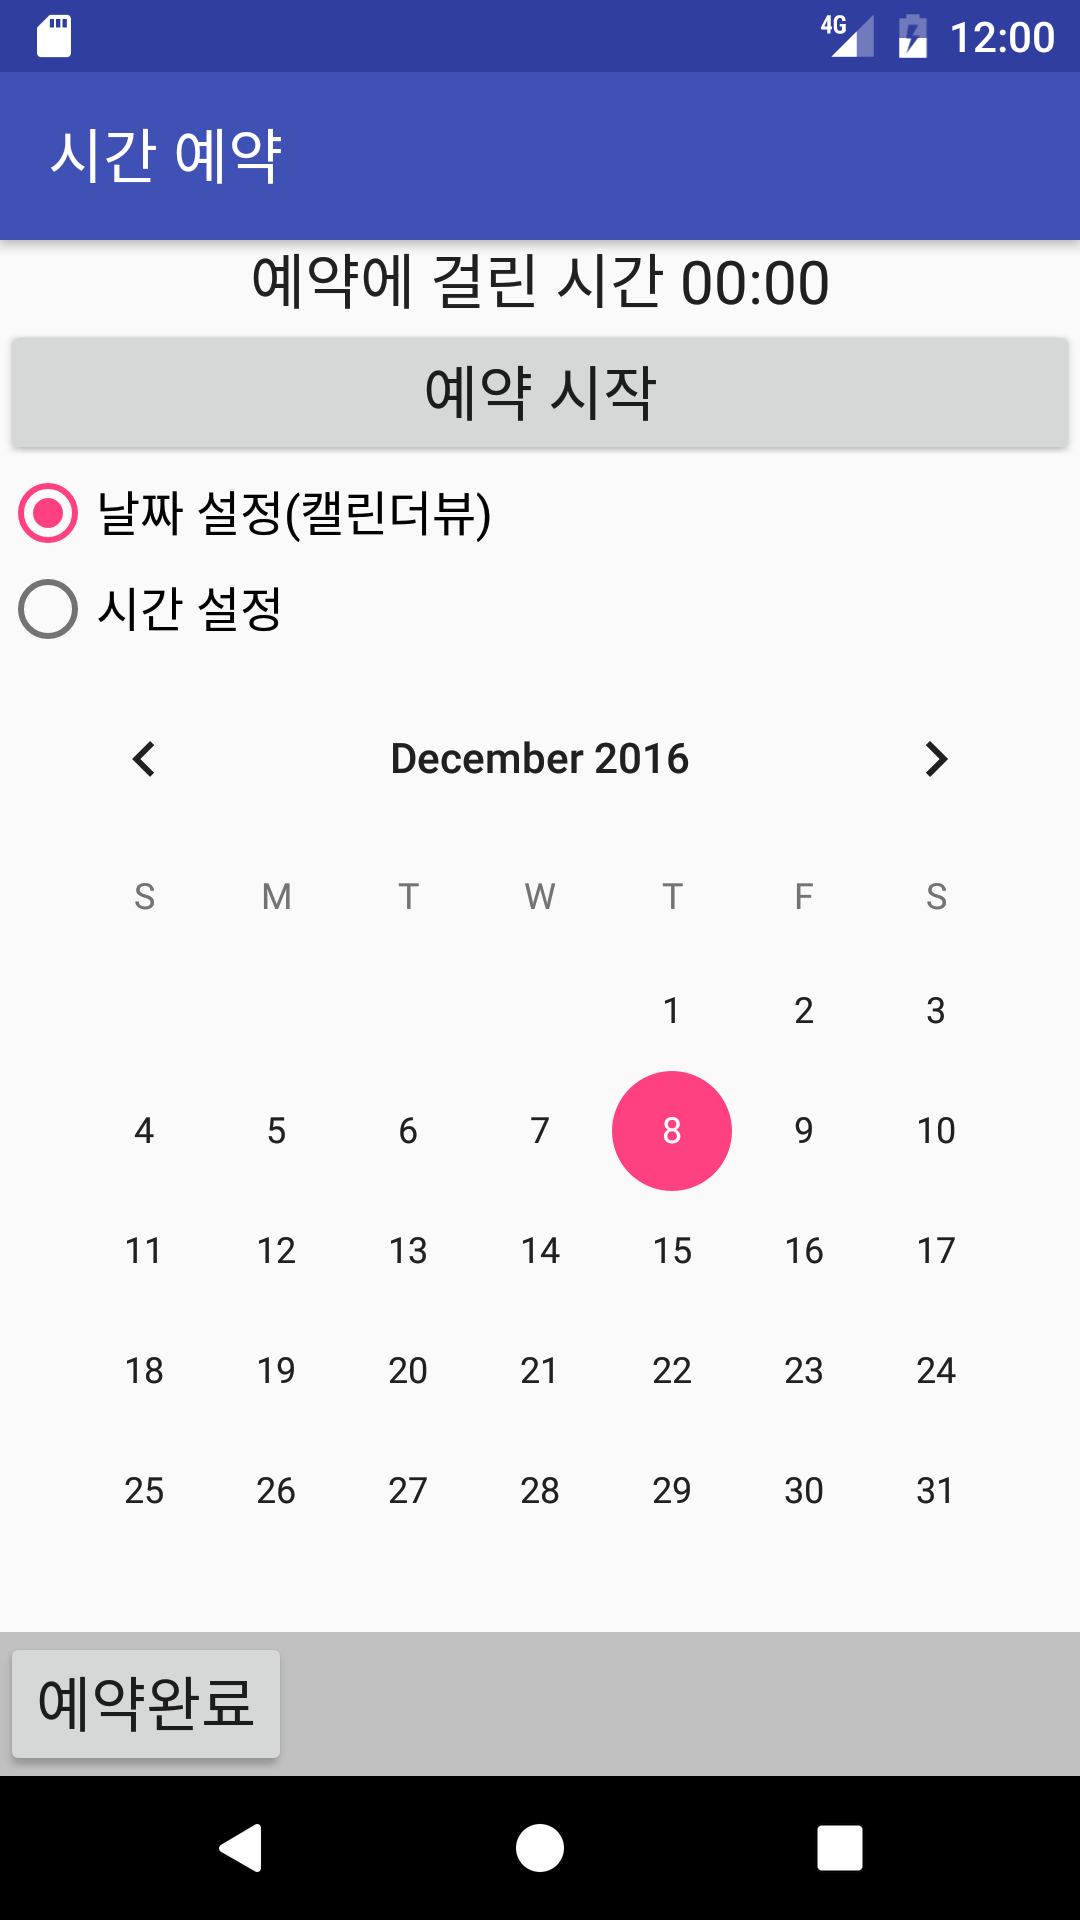 4G 12:00
시간 예약
예약에 걸린 시간 00:00
예약 시작
날짜 설정(캘린더뷰)
시간 설정
December 2016
S M T W T F S
1 2 3
4 5 6 7 8 9 10
11 12 13 14 15 16 17
18 19 20 21 22 23 24
25 26 27 28 29 30 31
예약완료